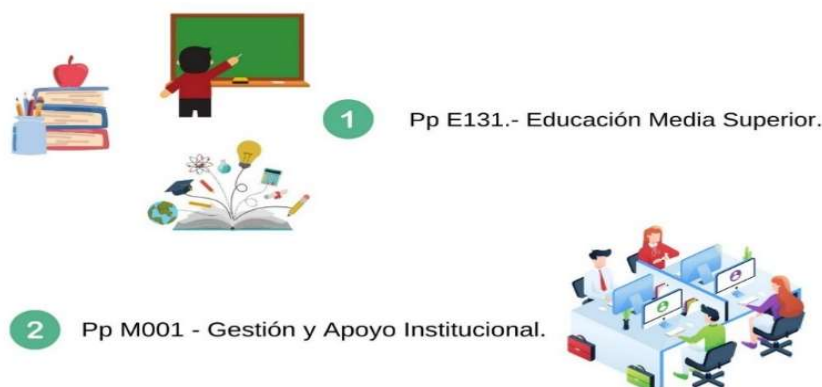 1 Pp E131.- Educación Media Superior.
2 Pp M001 - Gestión y Apoyo Institucional.